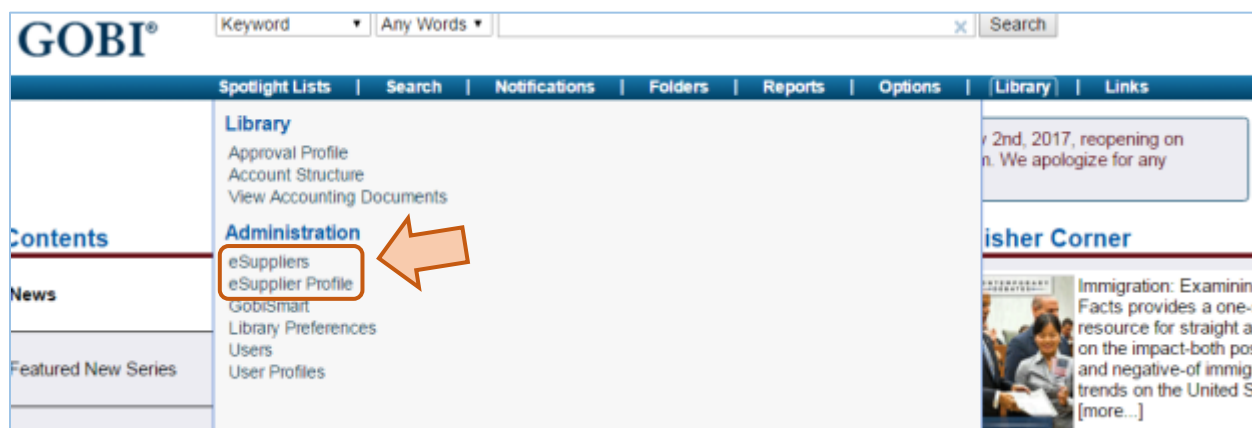 GOBI®
Keyword
Any Words
Search
Spotlight Lists | Search | Notifications | Folders | Reports | Options | Library | Links
Library
Approval Profile
Account Structure
View Accounting Documents
Administration
eSuppliers
eSupplier Profile
GobiSmart
Library Preferences
Users
User Profiles
2nd, 2017, reopening on
We apologize for any
Contents
News
Featured New Series
isher Corner
Immigration: Examinin
Facts provides a one-
resource for straight a
on the impact-both pos
and negative-of immig
trends on the United S
[more...]